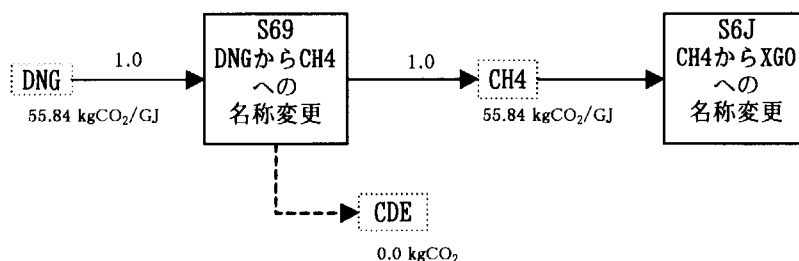 DNG
55.84 kgCO₂/GJ
1.0
S69
DNGからCH4
への
名称変更
1.0
CH4
55.84 kgCO₂/GJ
S6J
CH4からXGO
への
名称変更
CDE
0.0 kgCO₂